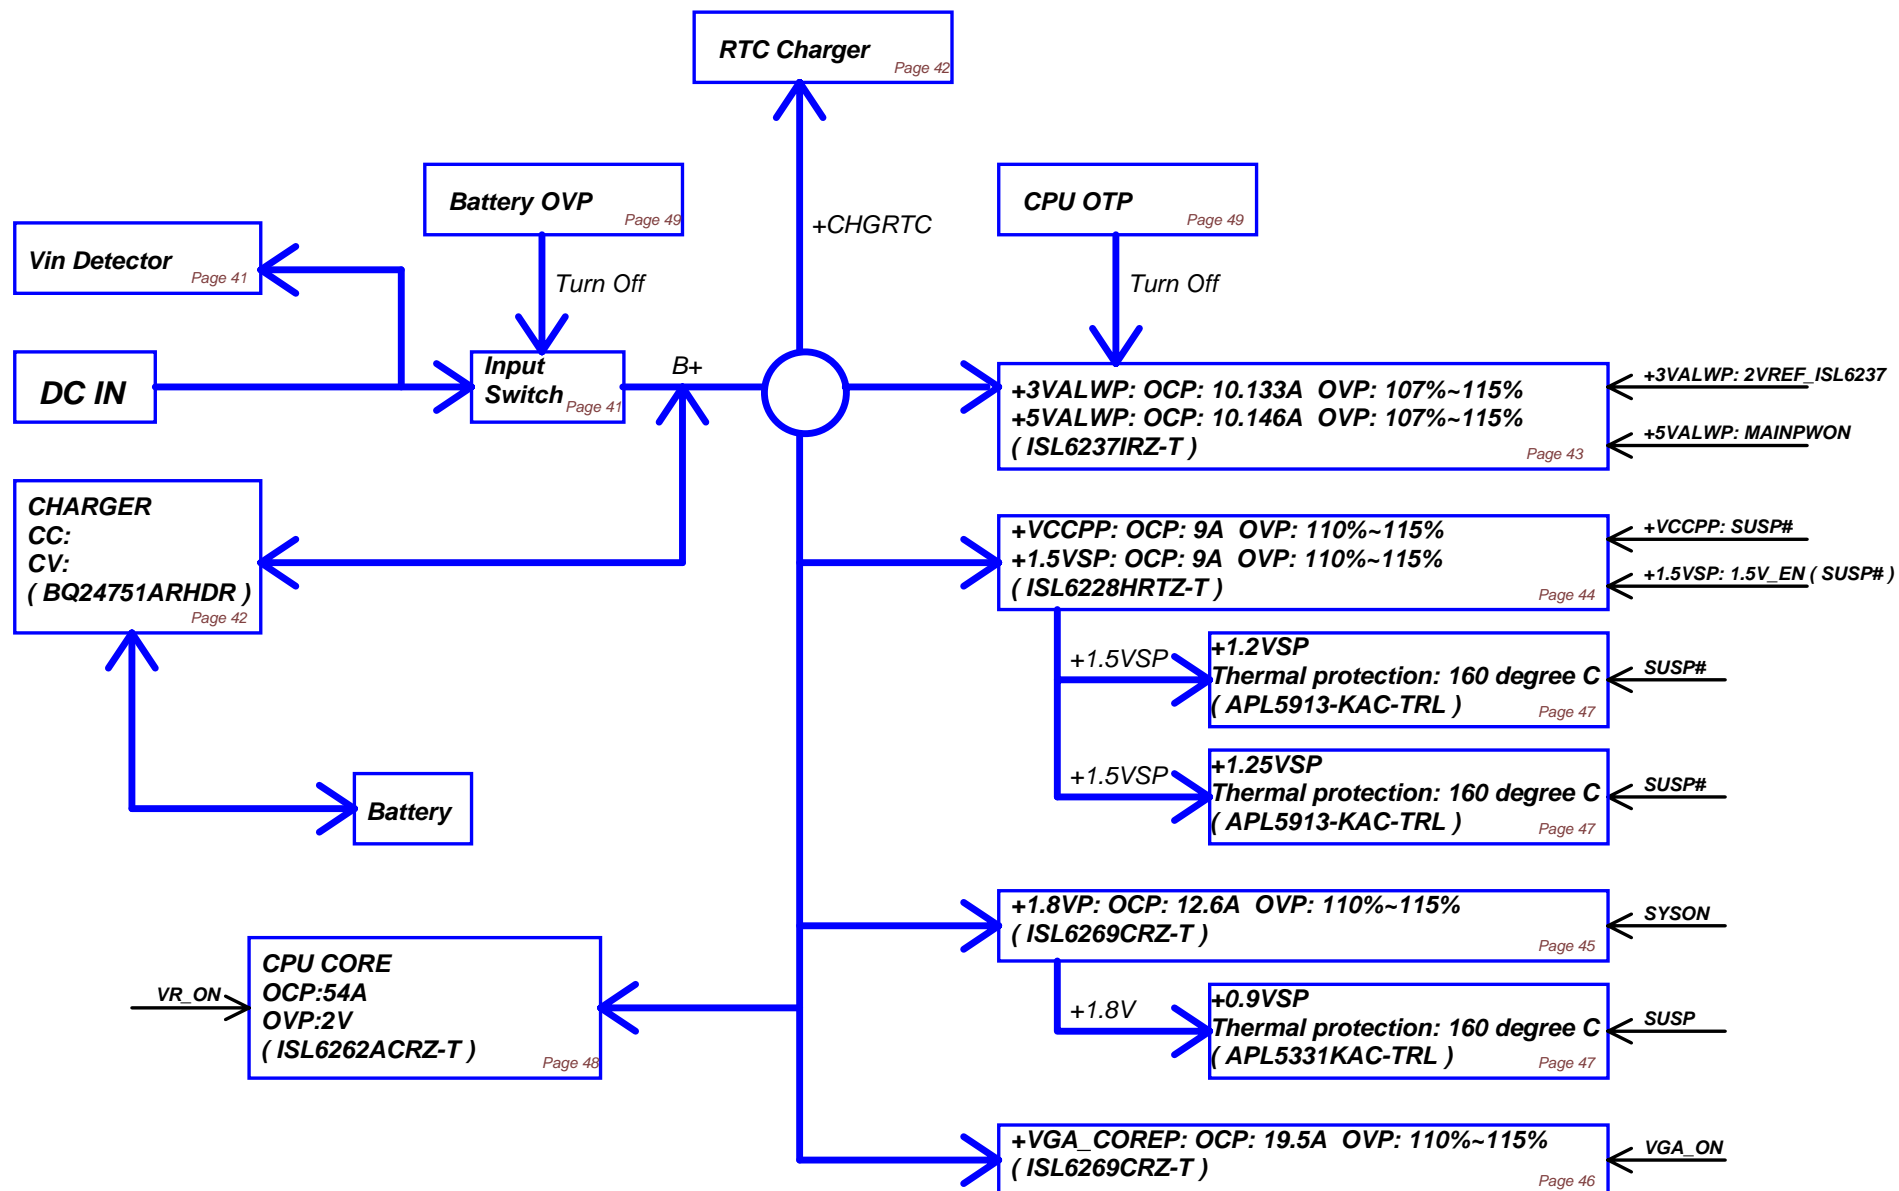 RTC Charger
Page 42
Battery OVP
Page 49
CPU OTP
Page 49
+CHGRTC
Vin Detector
Page 41
Turn Off
Turn Off
DC IN
Input
Switch
Page 41
B+
+3VALWP: OCP: 10.133A OVP: 107%~115%
+5VALWP: OCP: 10.146A OVP: 107%~115%
( ISL6237IRZ-T )
Page 43
+3VALWP: 2VREF_ISL6237
+5VALWP: MAINPWON
CHARGER
CC:
CV:
( BQ24751ARHDR )
Page 42
+VCCPP: OCP: 9A OVP: 110%~115%
+1.5VSP: OCP: 9A OVP: 110%~115%
( ISL6228HRTZ-T )
Page 44
+VCCPP: SUSP#
+1.5VSP: 1.5V_EN ( SUSP# )
+1.5VSP
+1.2VSP
Thermal protection: 160 degree C
( APL5913-KAC-TRL )
Page 47
SUSP#
+1.5VSP
+1.25VSP
Thermal protection: 160 degree C
( APL5913-KAC-TRL )
Page 47
SUSP#
Battery
+1.8VP: OCP: 12.6A OVP: 110%~115%
( ISL6269CRZ-T )
Page 45
SYSON
VR_ON
CPU CORE
OCP:54A
OVP:2V
( ISL6262ACRZ-T )
Page 48
+1.8V
+0.9VSP
Thermal protection: 160 degree C
( APL5331KAC-TRL )
Page 47
SUSP
+VGA_COREP: OCP: 19.5A OVP: 110%~115%
( ISL6269CRZ-T )
Page 46
VGA_ON